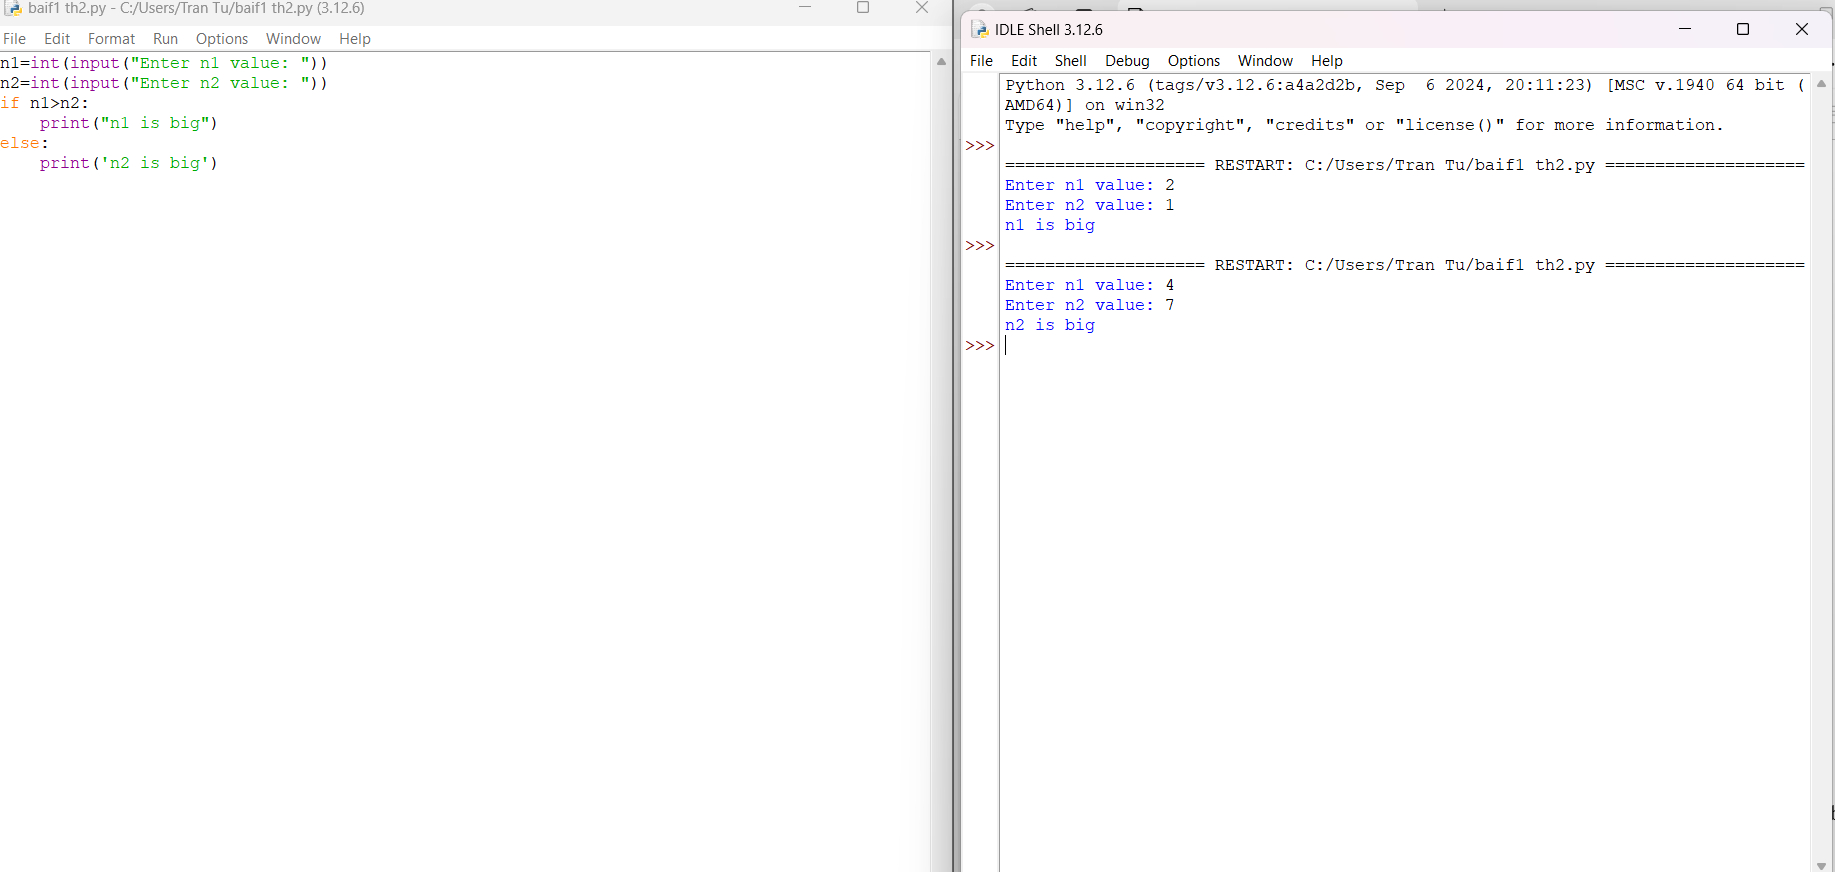 baif1 th2.py - C:/Users/Tran Tu/baif1 th2.py (3.12.6)
File Edit Format Run Options Window Help
n1=int(input("Enter n1 value: "))
n2=int(input("Enter n2 value: "))
if n1>n2:
    print("n1 is big")
else:
    print('n2 is big')
IDLE Shell 3.12.6
File Edit Shell Debug Options Window Help
Python 3.12.6 (tags/v3.12.6:a4a2d2b, Sep  6 2024, 20:11:23) [MSC v.1940 64 bit (
AMD64)] on win32
Type "help", "copyright", "credits" or "license()" for more information.
>>>
==================== RESTART: C:/Users/Tran Tu/baif1 th2.py ====================
Enter n1 value: 2
Enter n2 value: 1
n1 is big
>>>
==================== RESTART: C:/Users/Tran Tu/baif1 th2.py ====================
Enter n1 value: 4
Enter n2 value: 7
n2 is big
>>>